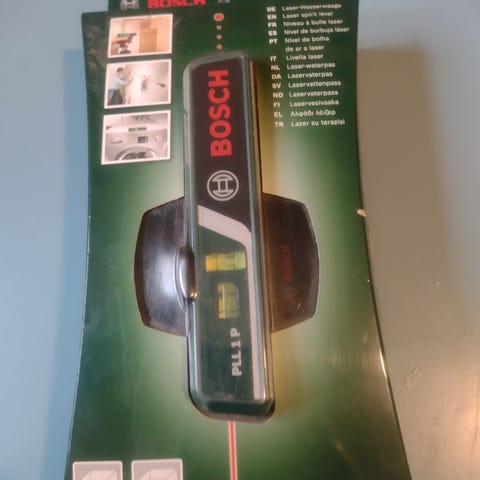 BOSCH
DE Laser-Wasserwaage
EN Laser spirit level
FR Niveau à bulle laser
ES Nivel de burbuja láser
PT Nível de bolha
de ar a laser
IT Livella laser
NL Laser-waterpas
DA Laservaterpas
SV Laservattenpass
NO Laservaterpass
FI Laservesivaaka
EL Αλφάδι λέιζερ
TR Lazer su terazisi
BOSCH
BOSCH
PLL 1 P